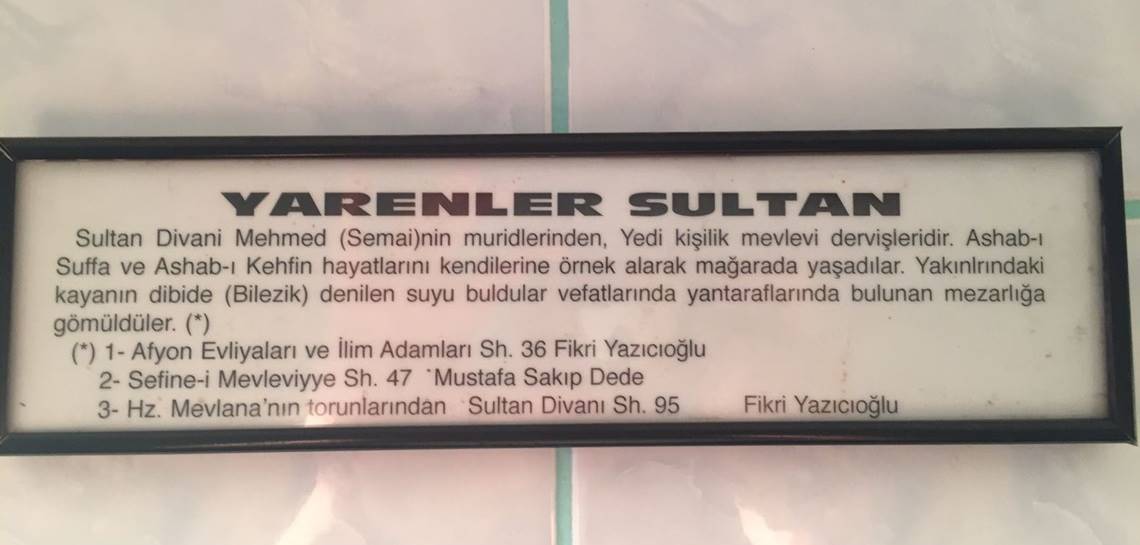 YARENLER SULTAN
Sultan Divani Mehmed (Semai)nin muridlerinden, Yedi kişilik mevlevi dervişleridir. Ashab-ı
Suffa ve Ashab-ı Kehfin hayatlarını kendilerine örnek alarak mağarada yaşadılar. Yakınlrındaki
kayanın dibide (Bilezik) denilen suyu buldular vefatlarında yantaraflarında bulunan mezarlığa
gömüldüler. (*)
(*) 1- Afyon Evliyaları ve İlim Adamları Sh. 36 Fikri Yazıcıoğlu
2- Sefine-i Mevleviyye Sh. 47 Mustafa Sakıp Dede
3- Hz. Mevlana'nın torunlarından Sultan Divanı Sh. 95 Fikri Yazıcıoğlu